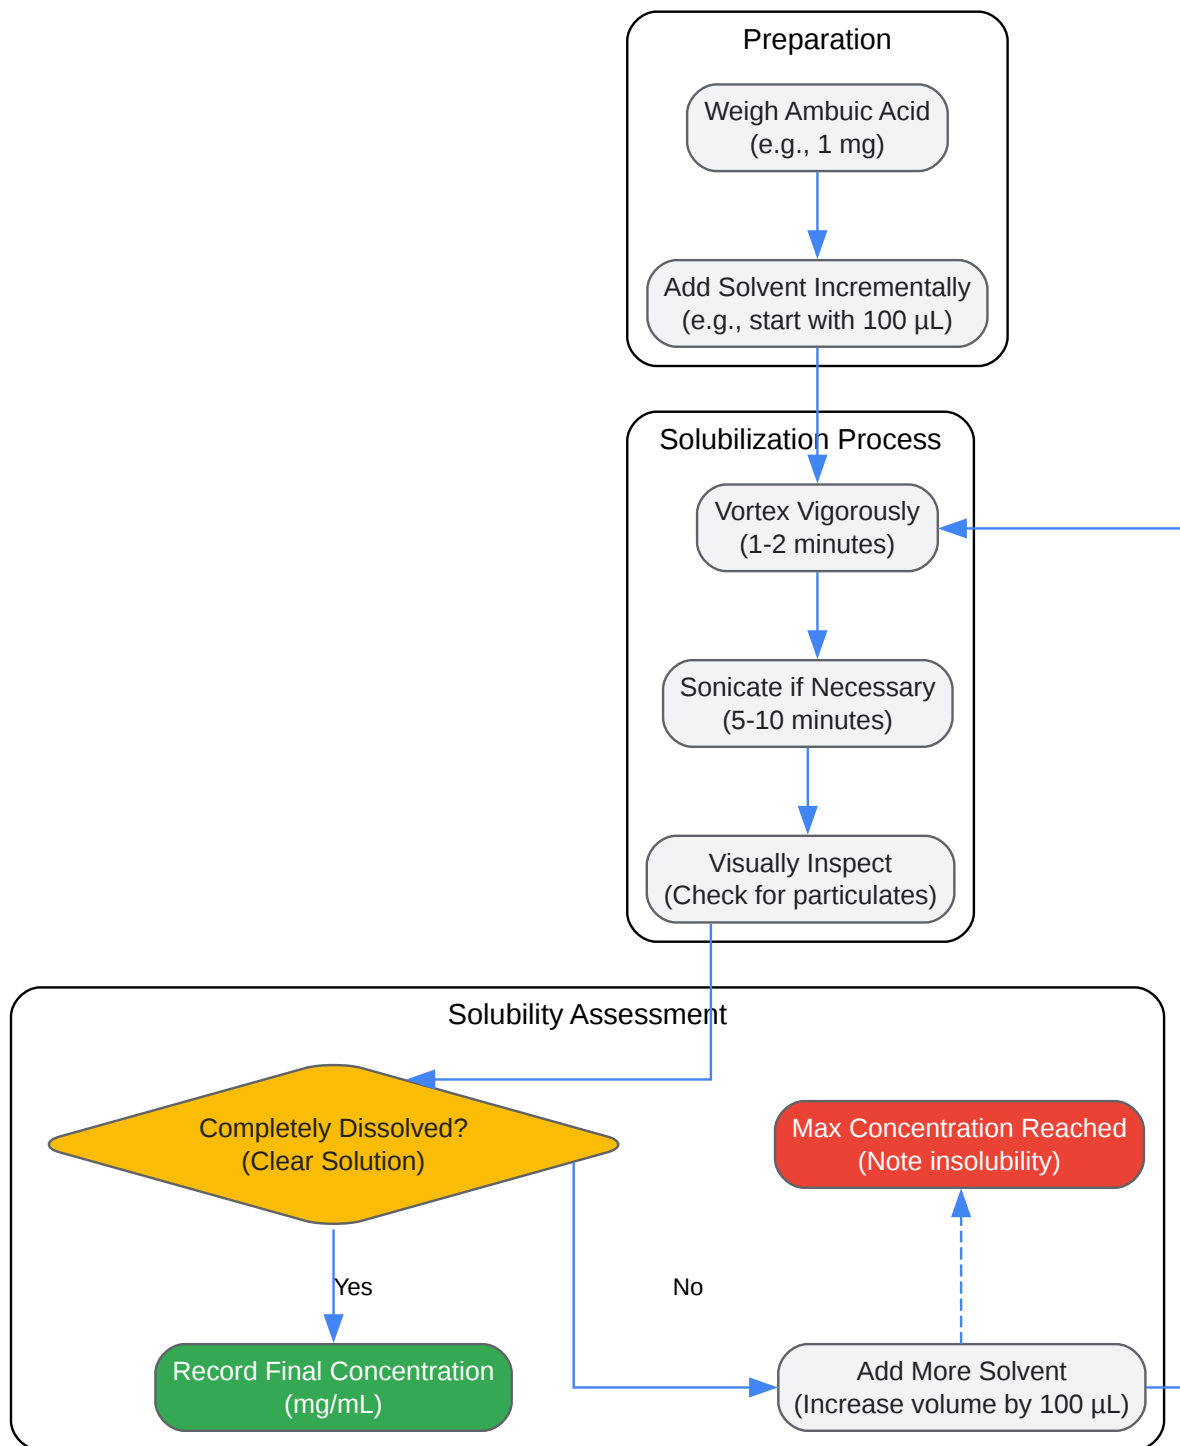 Preparation
Weigh Ambuic Acid
(e.g., 1 mg)
Add Solvent Incrementally
(e.g., start with 100 µL)
Solubilization Process
Vortex Vigorously
(1-2 minutes)
Sonicate if Necessary
(5-10 minutes)
Visually Inspect
(Check for particulates)
Solubility Assessment
Completely Dissolved?
(Clear Solution)
Max Concentration Reached
(Note insolubility)
Yes
No
Record Final Concentration
(mg/mL)
Add More Solvent
(Increase volume by 100 µL)